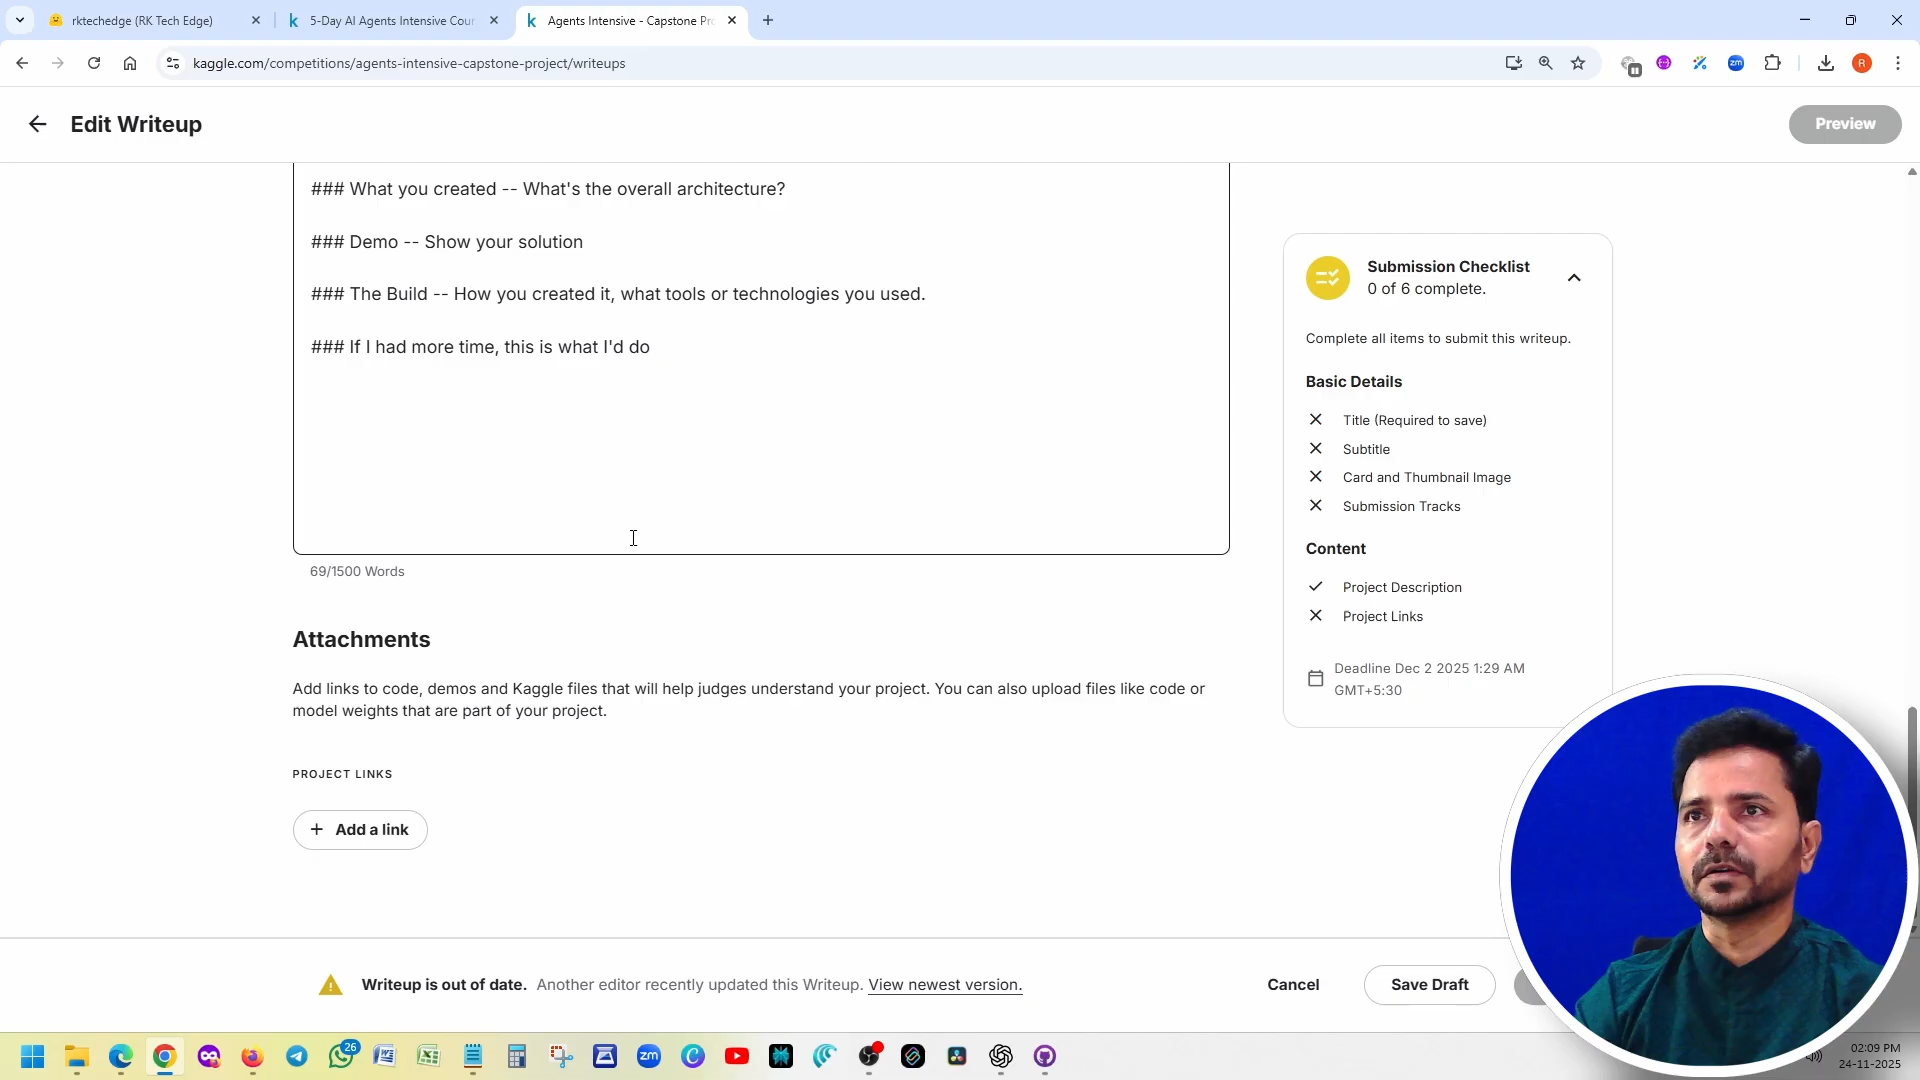 rktechedge (RK Tech Edge)
5-Day AI Agents Intensive Cour
Agents Intensive - Capstone Pr
kaggle.com/competitions/agents-intensive-capstone-project/writeups
R
Edit Writeup
Preview
### What you created -- What's the overall architecture?
### Demo -- Show your solution
### The Build -- How you created it, what tools or technologies you used.
### If I had more time, this is what I'd do
69/1500 Words
Attachments
Add links to code, demos and Kaggle files that will help judges understand your project. You can also upload files like code or
model weights that are part of your project.
PROJECT LINKS
+ Add a link
Submission Checklist
0 of 6 complete.
Complete all items to submit this writeup.
Basic Details
Title (Required to save)
Subtitle
Card and Thumbnail Image
Submission Tracks
Content
Project Description
Project Links
Deadline Dec 2 2025 1:29 AM
GMT+5:30
Writeup is out of date. Another editor recently updated this Writeup. View newest version.
Cancel
Save Draft
26
zm
02:09 PM
24-11-2025